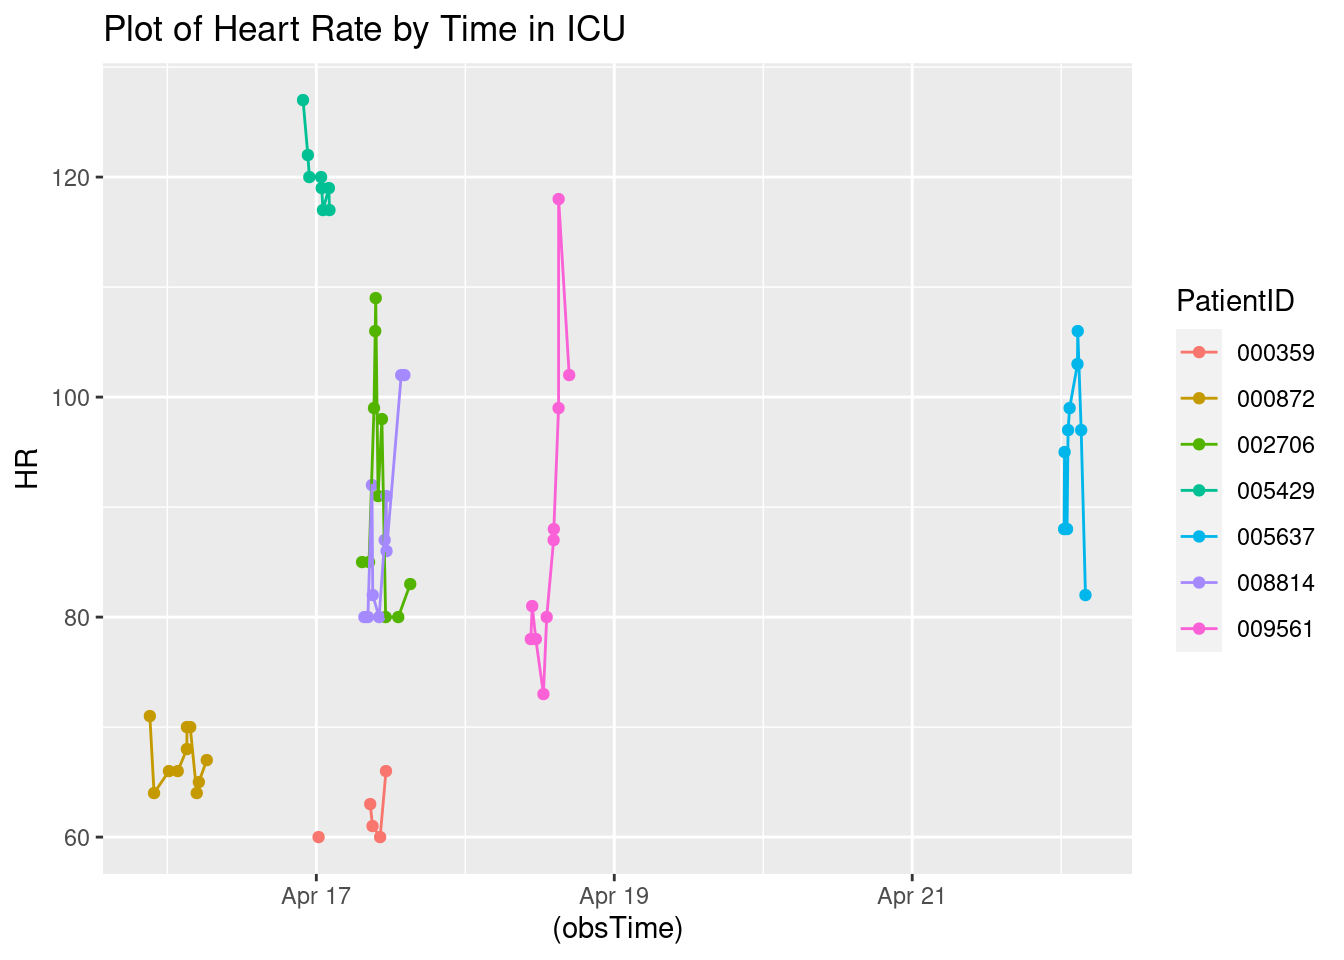 Plot of Heart Rate by Time in ICU
120
100
80
60
HR
Apr 17
Apr 19
Apr 21
(obsTime)
PatientID
000359
000872
002706
005429
005637
008814
009561